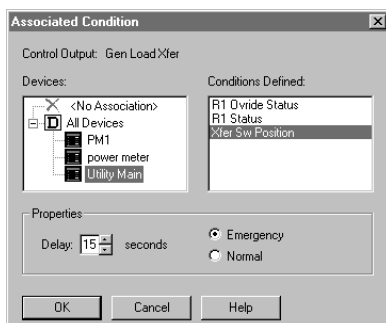 Associated Condition
Control Output: Gen Load Xfer
Devices:
<No Association>
D All Devices
PM1
power meter
Utility Main
Conditions Defined:
R1 Ovride Status
R1 Status
Xfer Sw Position
Properties
Delay: 15 seconds
Emergency
Normal
OK Cancel Help